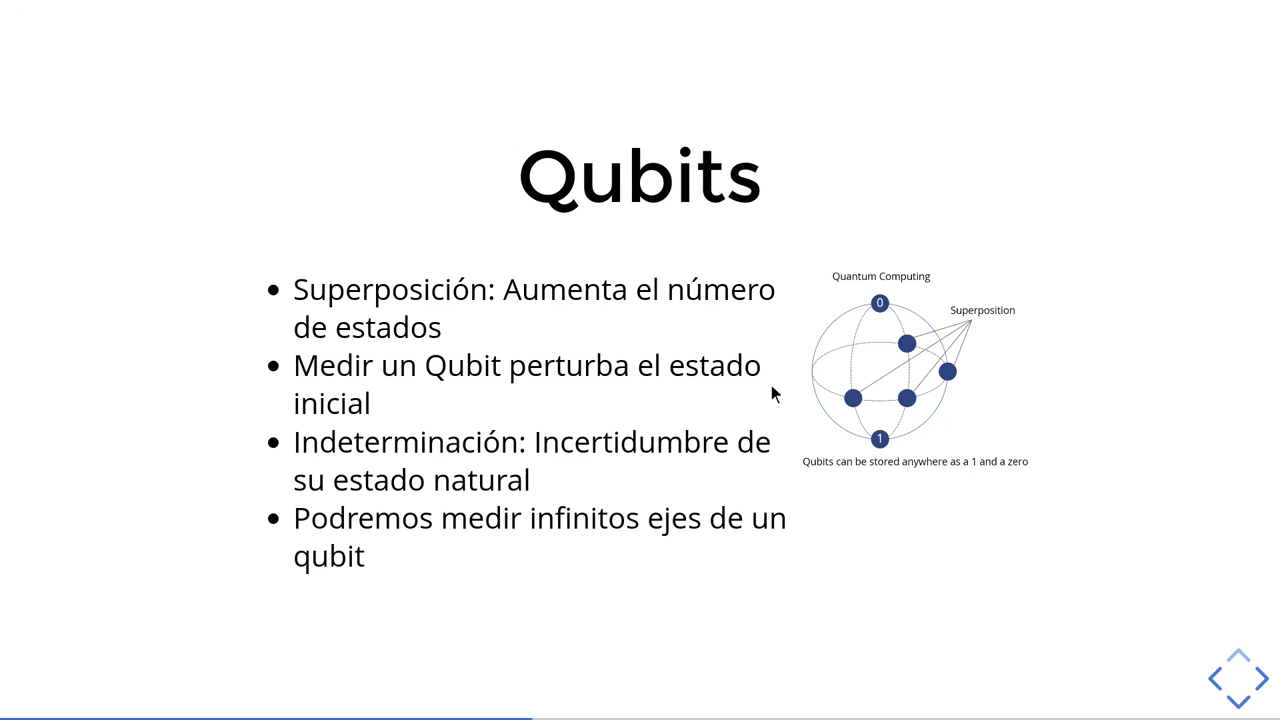 Qubits
Superposición: Aumenta el número
de estados
Medir un Qubit perturba el estado
inicial
Indeterminación: Incertidumbre de
su estado natural
Podremos medir infinitos ejes de un
qubit
Quantum Computing
0
Superposition
1
Qubits can be stored anywhere as a 1 and a zero